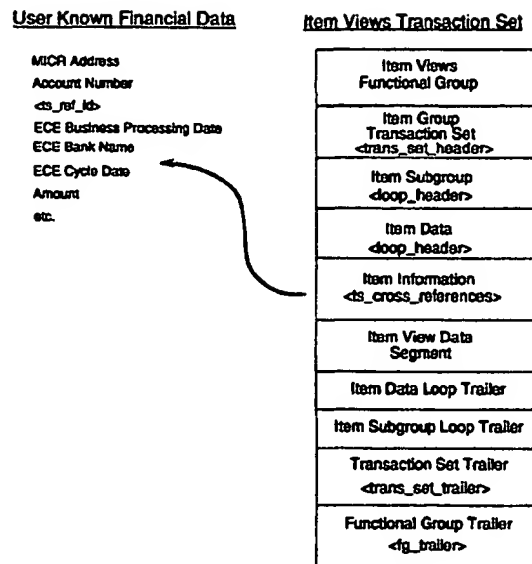 User Known Financial Data
MICR Address
Account Number
<ts_ref_id>
ECE Business Processing Date
ECE Bank Name
ECE Cycle Date
Amount
etc.
Item Views Transaction Set
Item Views
Functional Group
Item Group
Transaction Set
<trans_set_header>
Item Subgroup
<loop_header>
Item Data
<loop_header>
Item Information
<ts_cross_references>
Item View Data
Segment
Item Data Loop Trailer
Item Subgroup Loop Trailer
Transaction Set Trailer
<trans_set_trailer>
Functional Group Trailer
<fg_trailer>